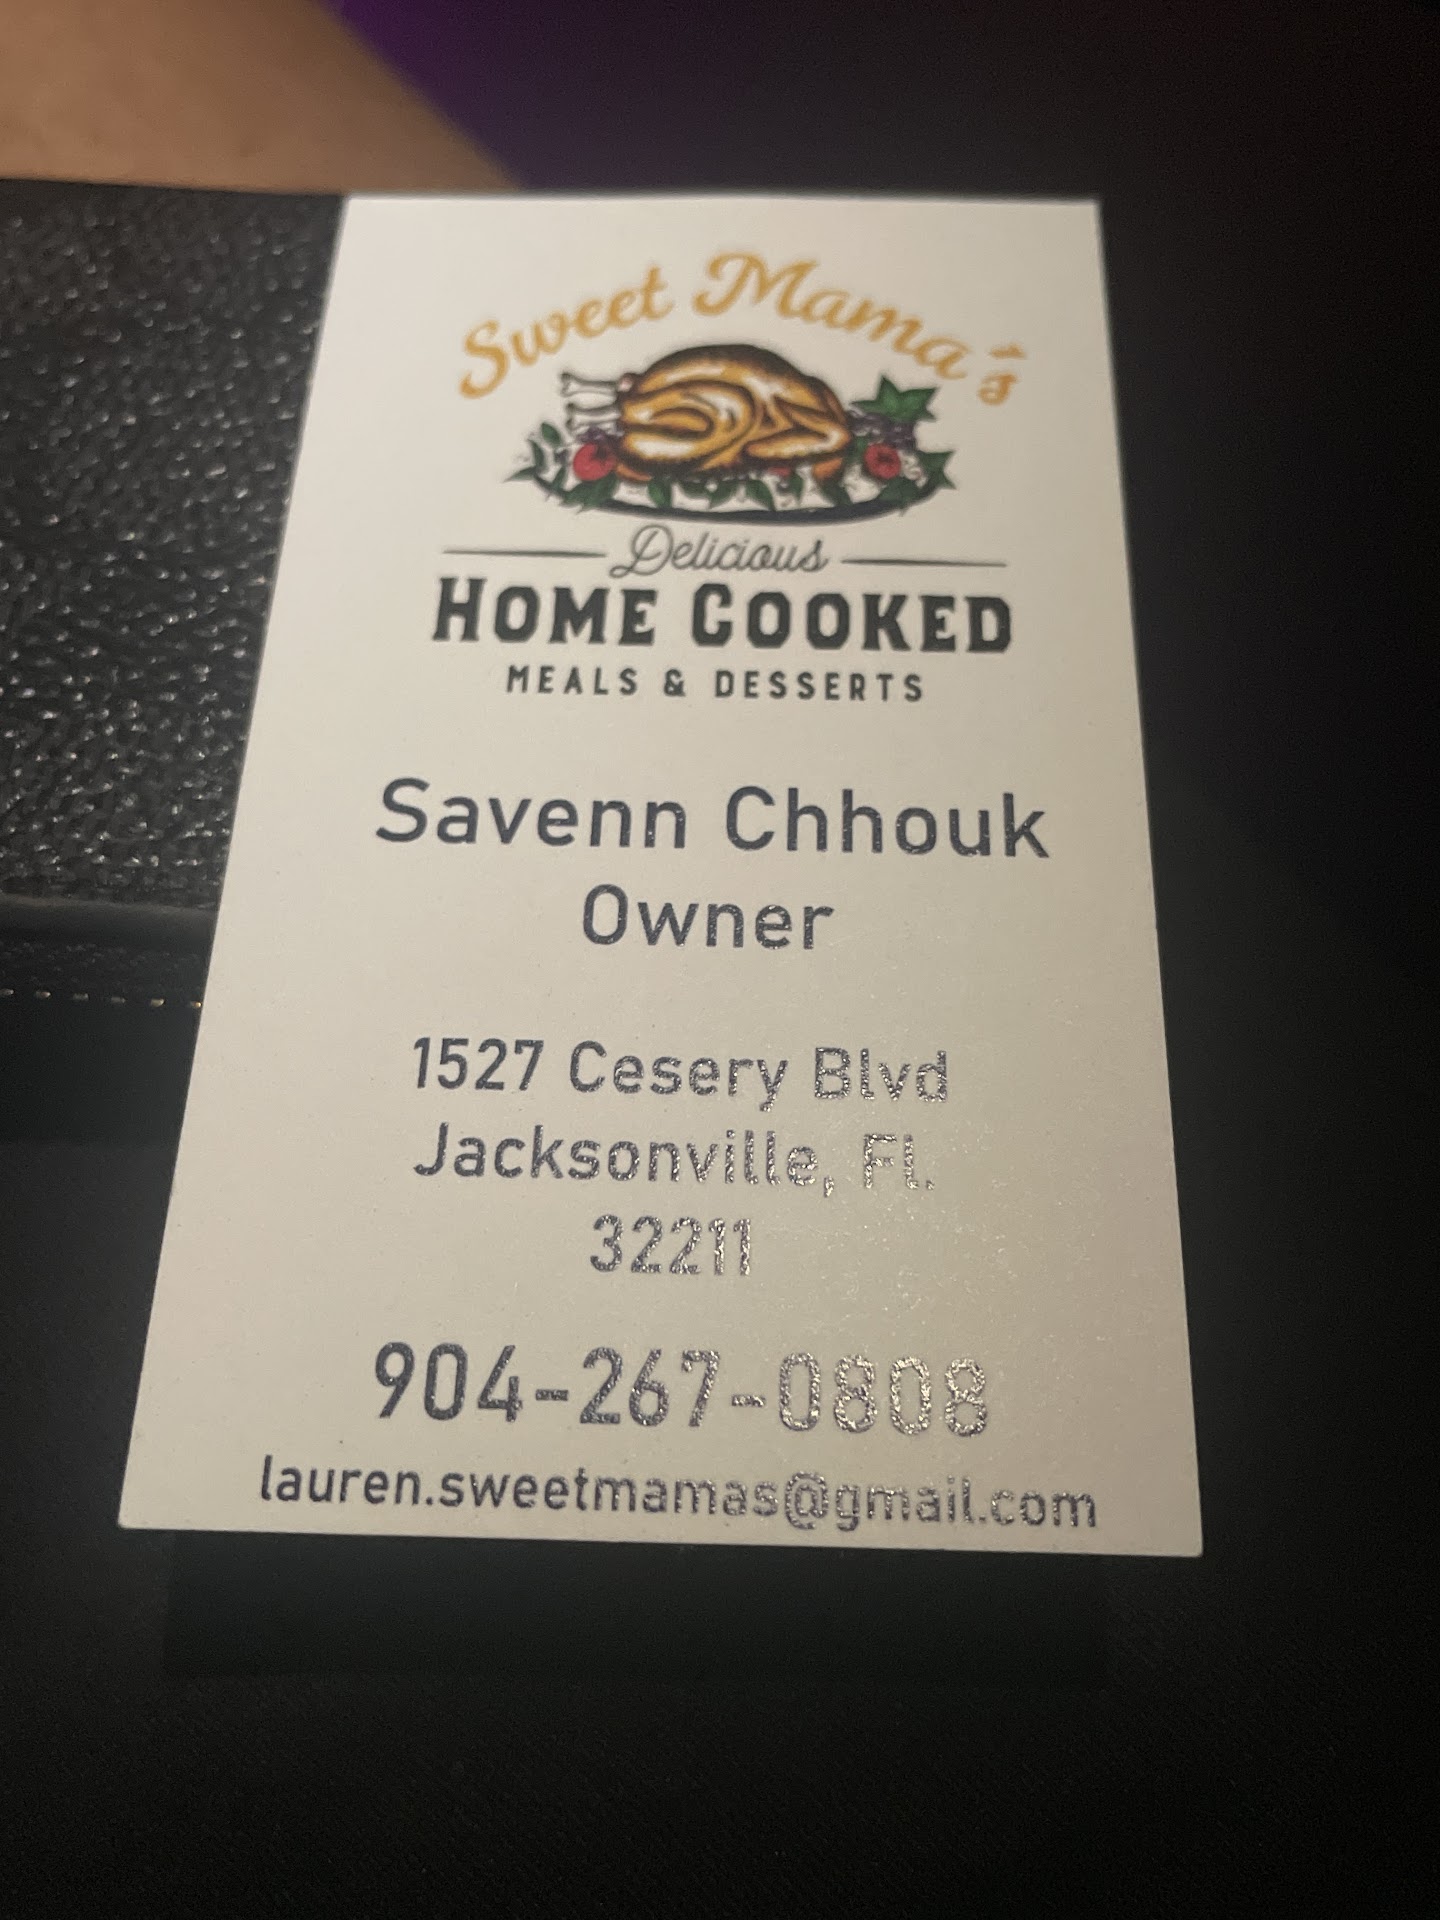 Sweet Mama's
Delicious
HOME COOKED
MEALS & DESSERTS
Savenn Chhouk
Owner
1527 Cesery Blvd
Jacksonville, Fl.
32211
904-267-0808
lauren.sweetmamas@gmail.com